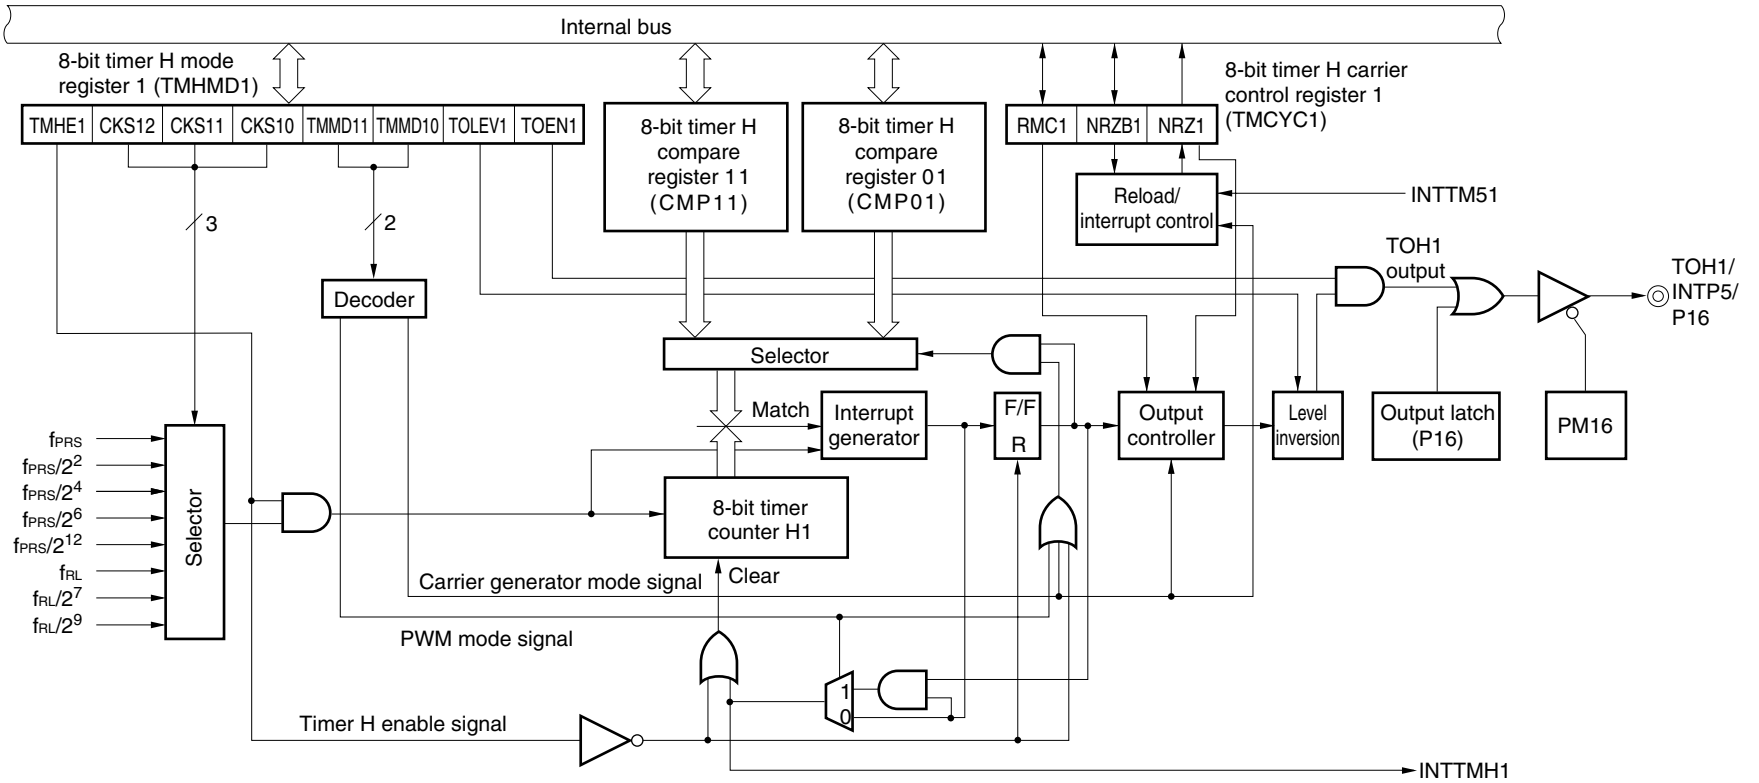 Internal bus
8-bit timer H mode
register 1 (TMHMD1)
8-bit timer H carrier
control register 1
(TMCYC1)
TMHE1 CKS12 CKS11 CKS10 TMMD11 TMMD10 TOLEV1 TOEN1
8-bit timer H
compare
register 11
(CMP11)
8-bit timer H
compare
register 01
(CMP01)
RMC1 NRZB1 NRZ1
Reload/
interrupt control
INTTM51
3
2
Decoder
TOH1
output
TOH1/
INTP5/
P16
Selector
Match
Interrupt
generator
F/F
R
Output
controller
Level
inversion
Output latch
(P16)
PM16
fPRS
fPRS/2²
fPRS/2⁴
fPRS/2⁶
fPRS/2¹²
fRL
fRL/2⁷
fRL/2⁹
Selector
8-bit timer
counter H1
Carrier generator mode signal
Clear
PWM mode signal
1
0
Timer H enable signal
INTTMH1